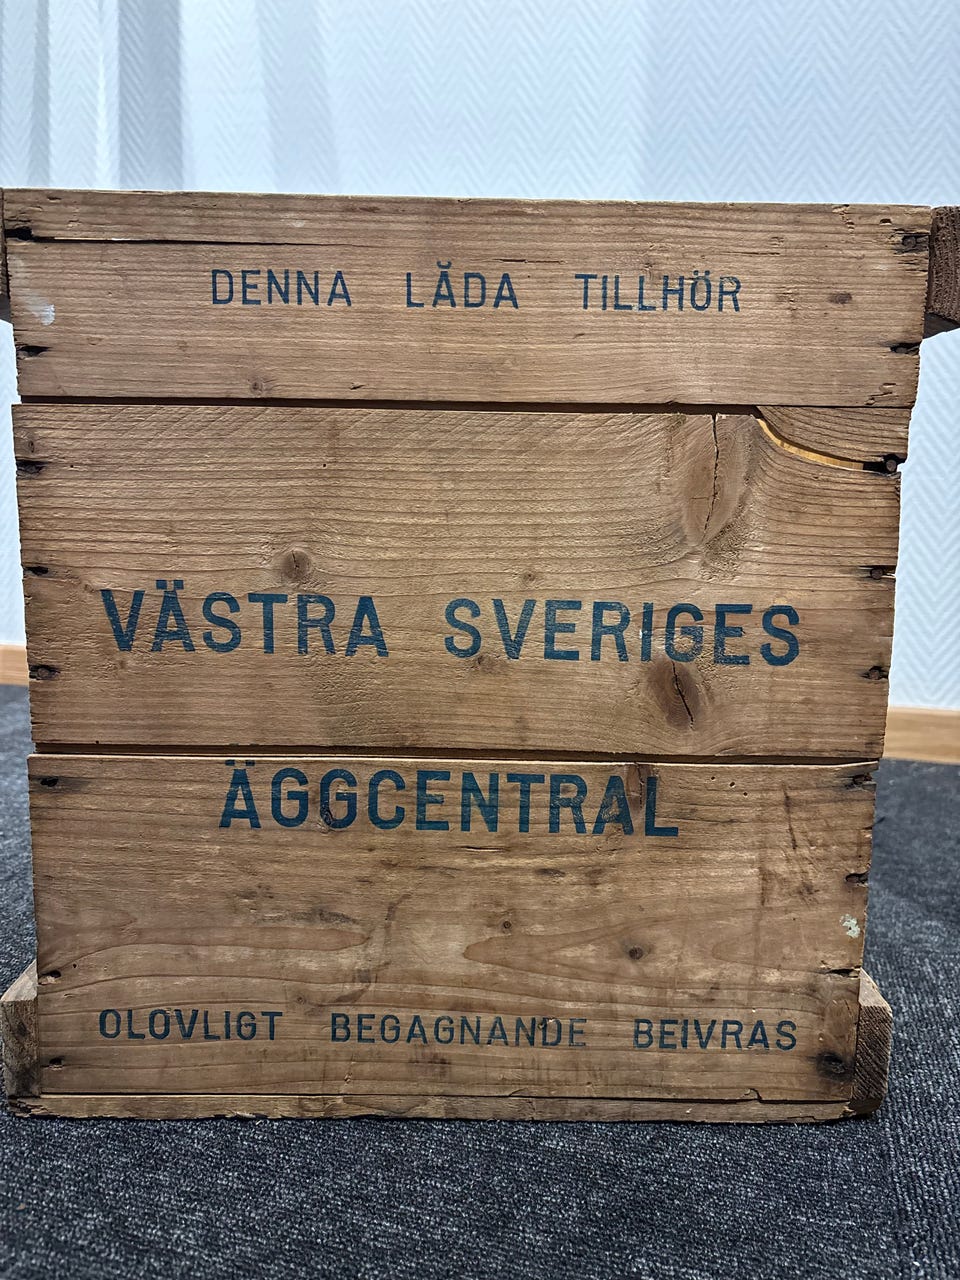 DENNA LÅDA TILLHÖR
VÄSTRA SVERIGES
ÄGGCENTRAL
OLOVLIGT BEGAGNANDE BEIVRAS